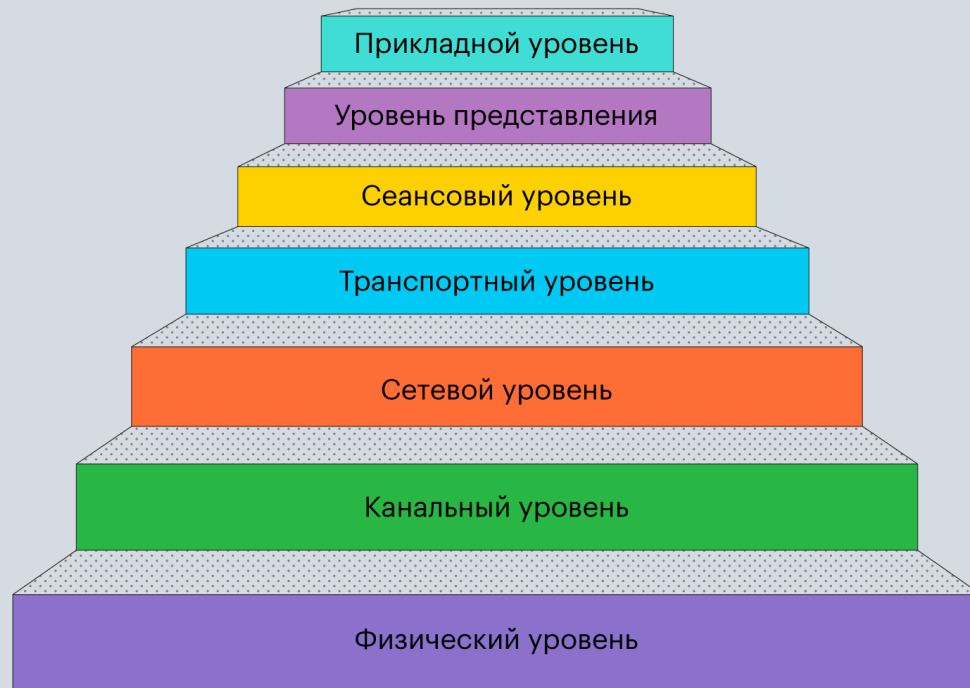 Прикладной уровень
Уровень представления
Сеансовый уровень
Транспортный уровень
Сетевой уровень
Канальный уровень
Физический уровень